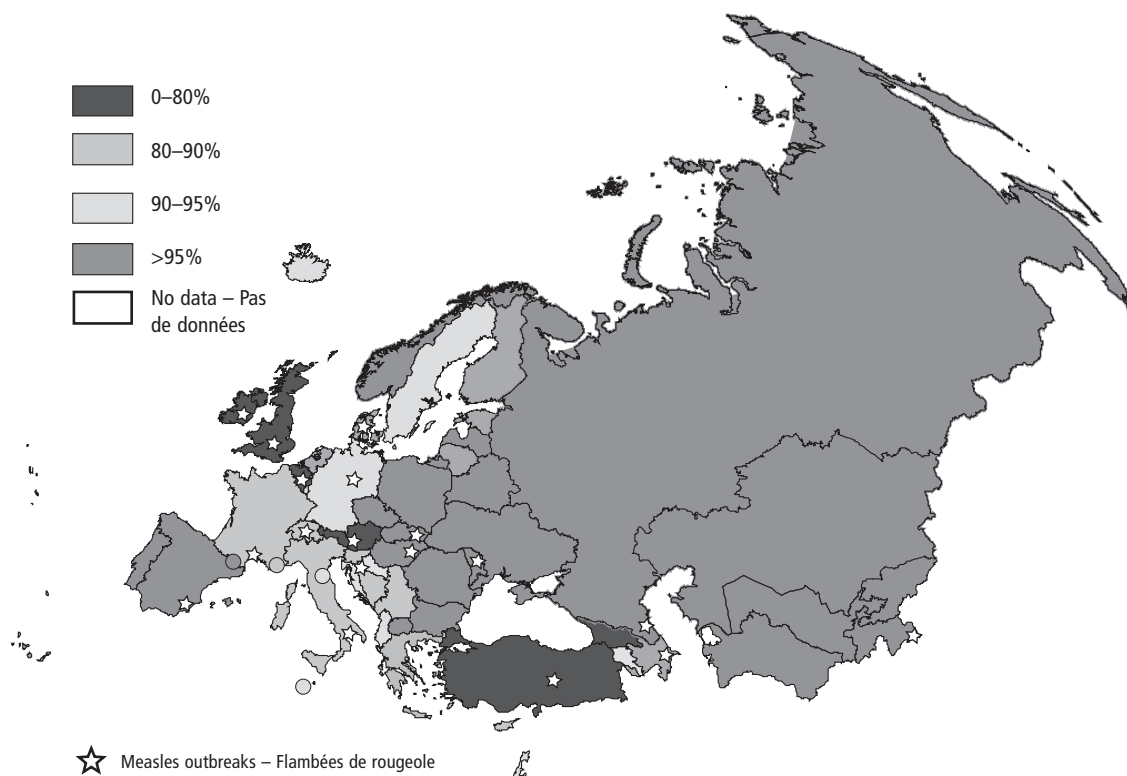 0–80%
80–90%
90–95%
>95%
No data – Pas
de données
Measles outbreaks – Flambées de rougeole